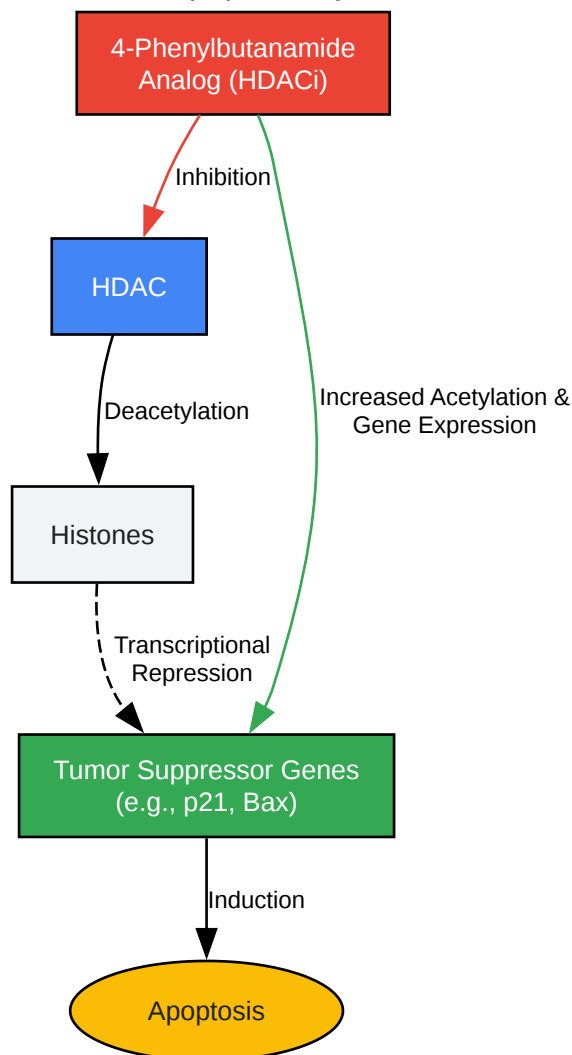 4-Phenylbutanamide
Analog (HDACi)
Inhibition
HDAC
Increased Acetylation &
Gene Expression
Deacetylation
Histones
Transcriptional
Repression
Tumor Suppressor Genes
(e.g., p21, Bax)
Induction
Apoptosis